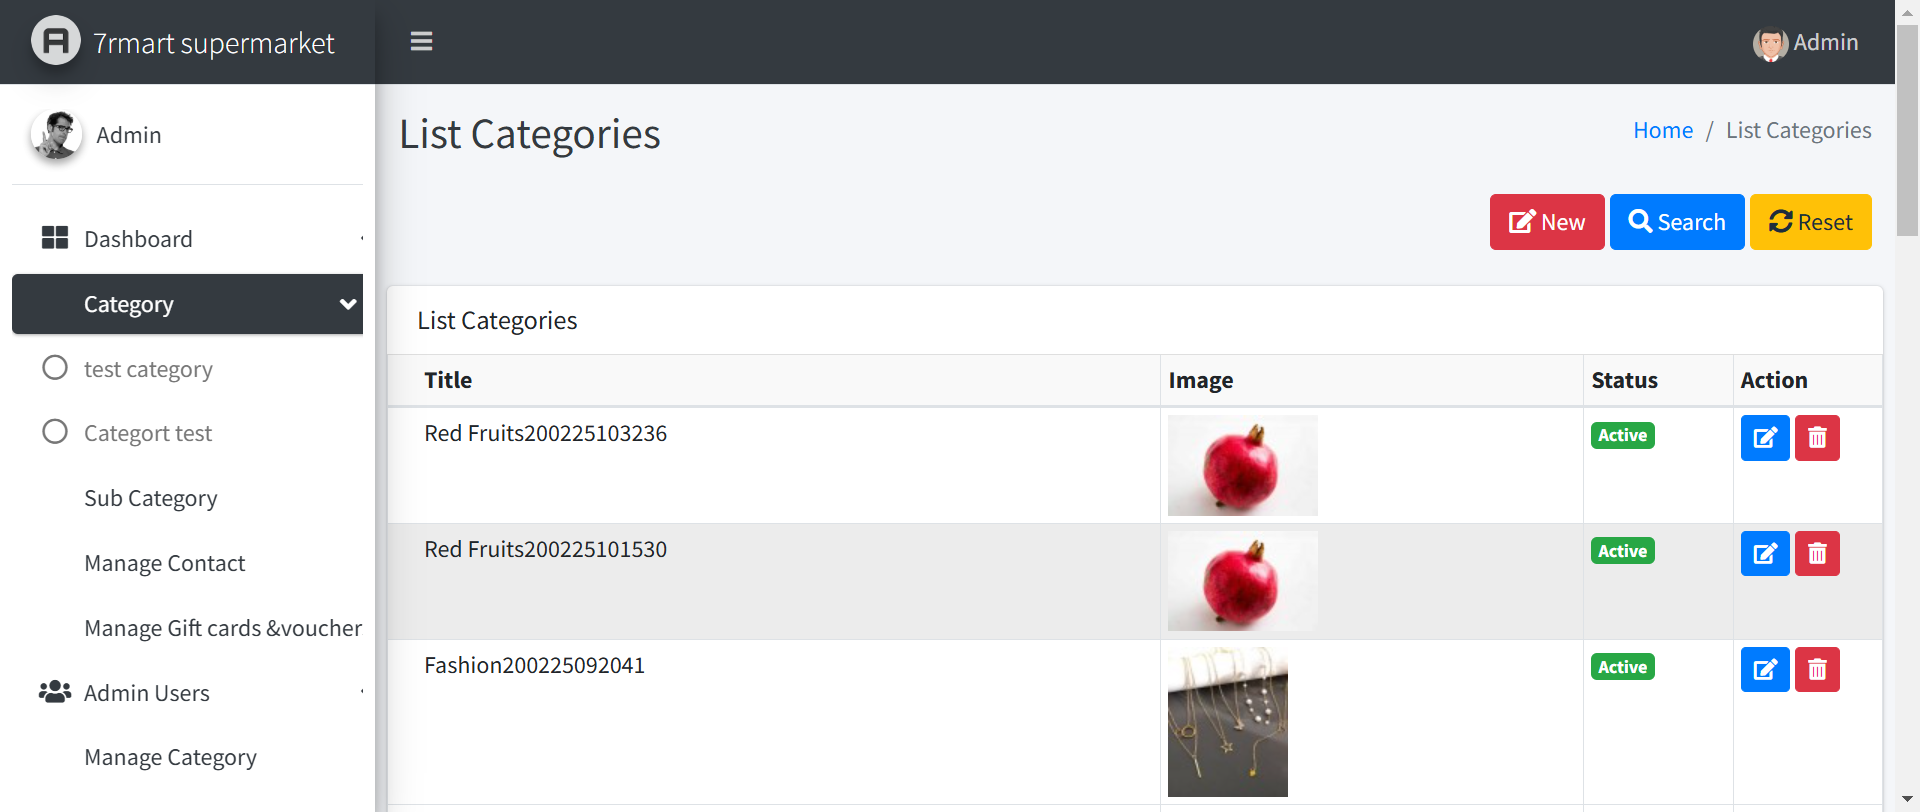 7rmart supermarket
Admin
Admin
List Categories
Home / List Categories
New
Search
Reset
Dashboard
Category
test category
Categort test
Sub Category
Manage Contact
Manage Gift cards &voucher
Admin Users
Manage Category
List Categories
Title Image Status Action
Red Fruits200225103236 Active
Red Fruits200225101530 Active
Fashion200225092041 Active